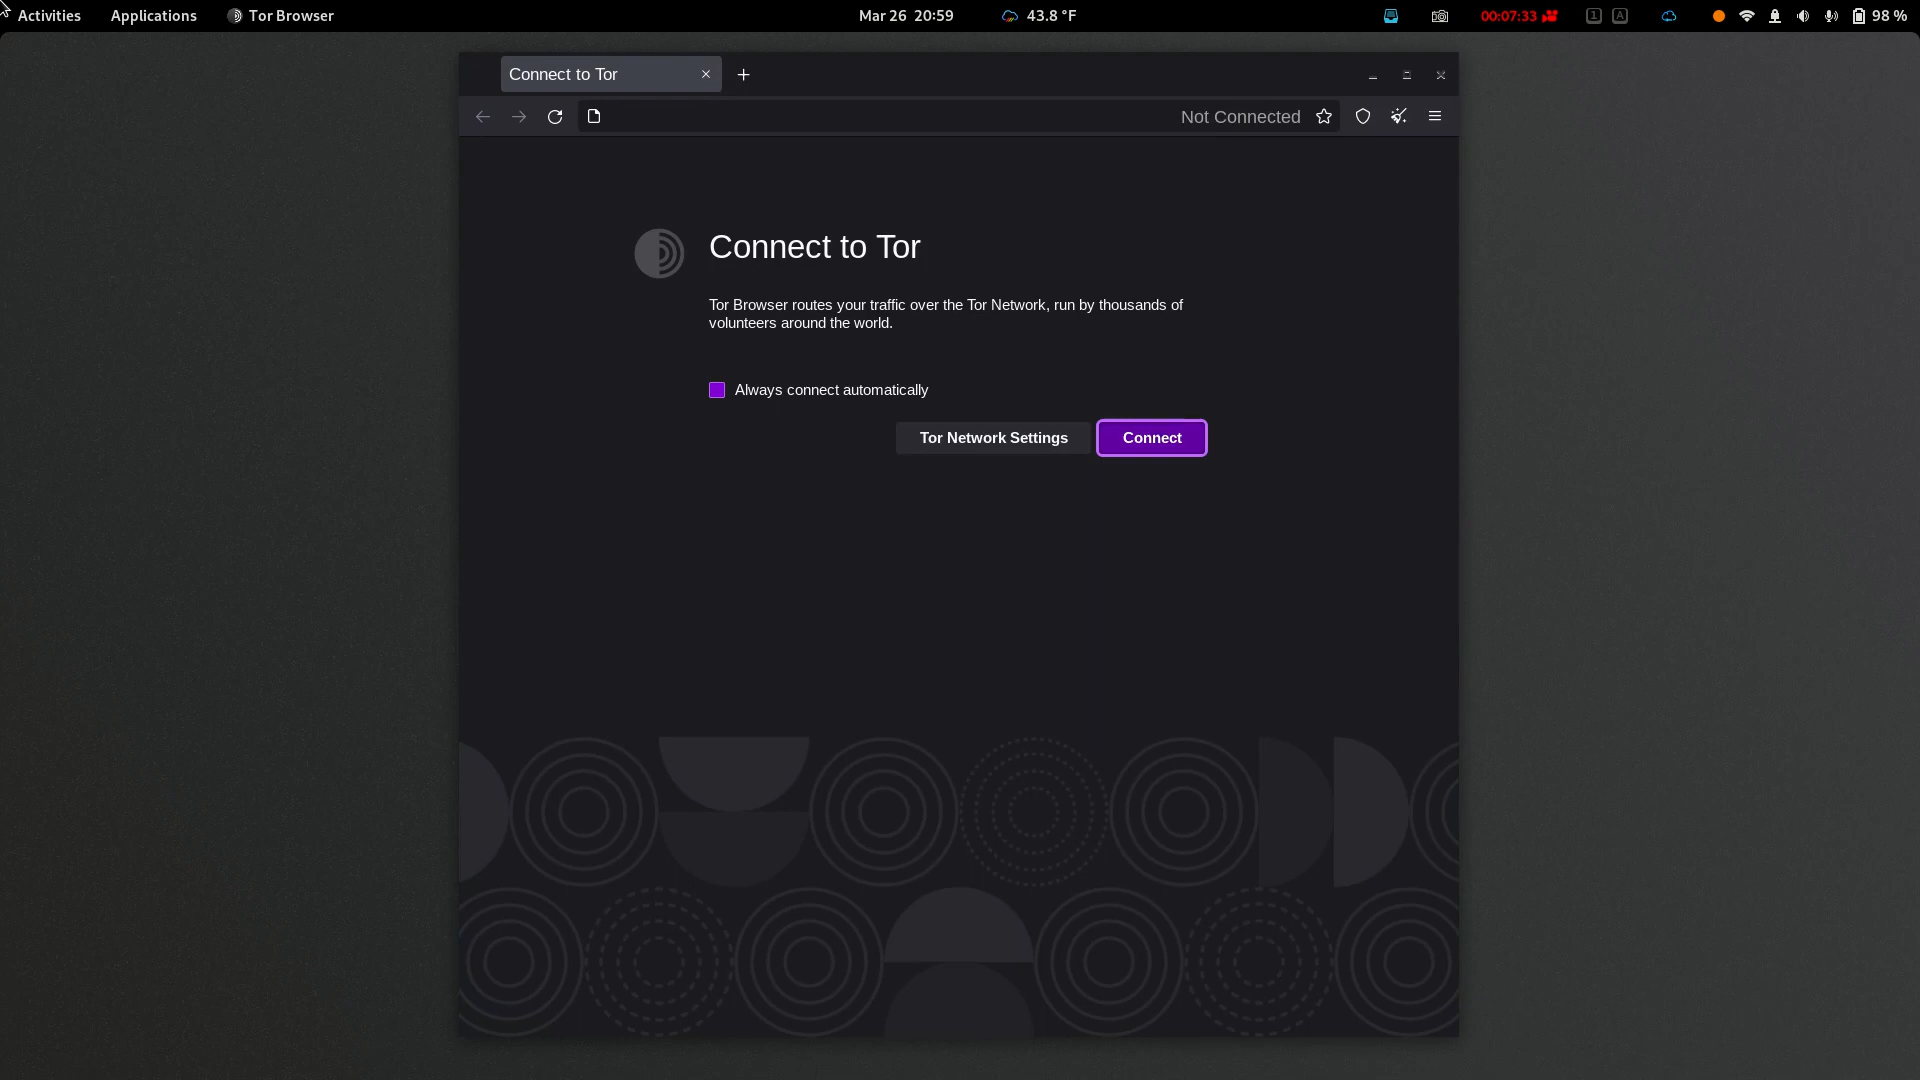 Activities Applications Tor Browser Mar 26 20:59 43.8 °F 00:07:33 1 A 98 %
Connect to Tor
Not Connected
Connect to Tor
Tor Browser routes your traffic over the Tor Network, run by thousands of
volunteers around the world.
Always connect automatically
Tor Network Settings Connect